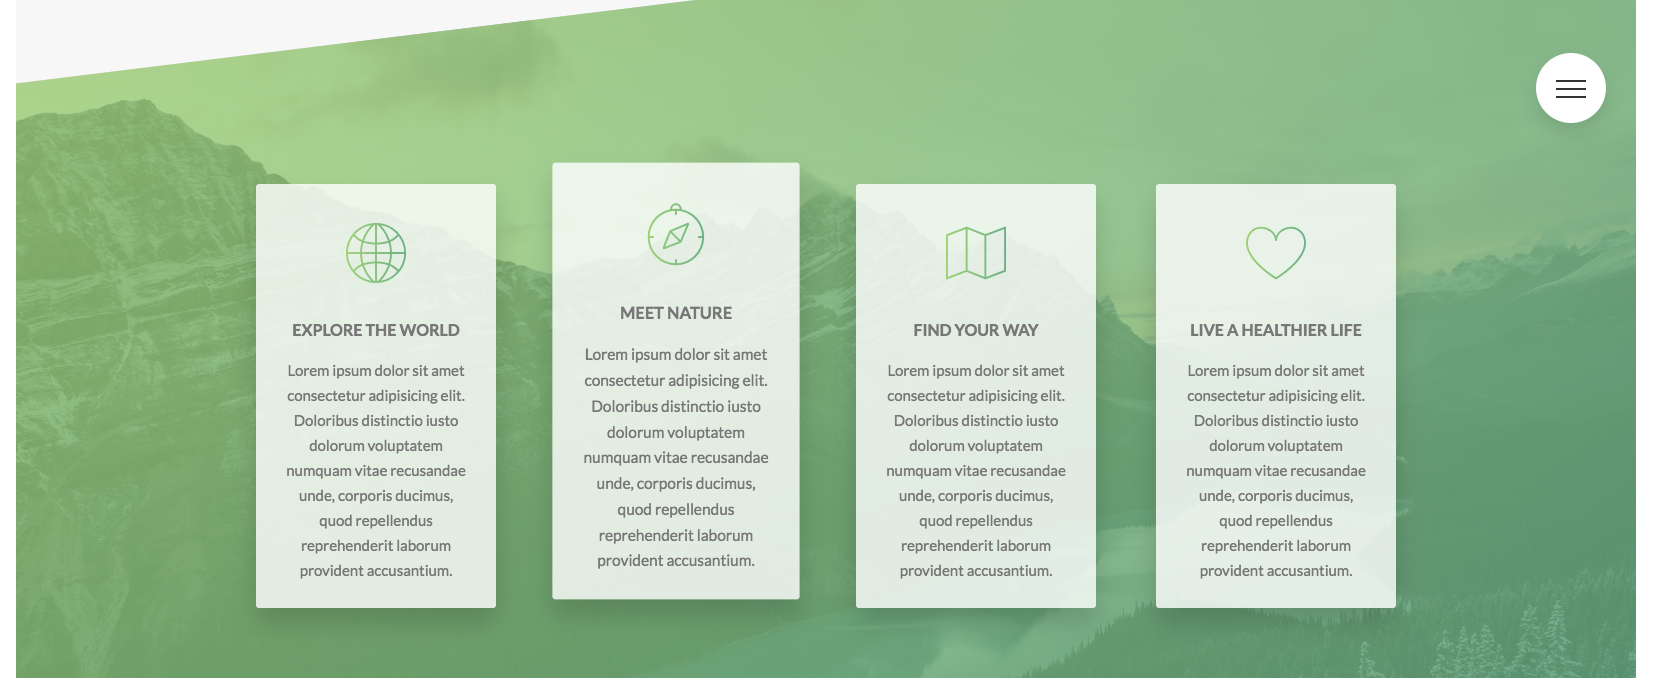 EXPLORE THE WORLD
Lorem ipsum dolor sit amet
consectetur adipisicing elit.
Doloribus distinctio iusto
dolorum voluptatem
numquam vitae recusandae
unde, corporis ducimus,
quod repellendus
reprehenderit laborum
provident accusantium.
MEET NATURE
Lorem ipsum dolor sit amet
consectetur adipisicing elit.
Doloribus distinctio iusto
dolorum voluptatem
numquam vitae recusandae
unde, corporis ducimus,
quod repellendus
reprehenderit laborum
provident accusantium.
FIND YOUR WAY
Lorem ipsum dolor sit amet
consectetur adipisicing elit.
Doloribus distinctio iusto
dolorum voluptatem
numquam vitae recusandae
unde, corporis ducimus,
quod repellendus
reprehenderit laborum
provident accusantium.
LIVE A HEALTHIER LIFE
Lorem ipsum dolor sit amet
consectetur adipisicing elit.
Doloribus distinctio iusto
dolorum voluptatem
numquam vitae recusandae
unde, corporis ducimus,
quod repellendus
reprehenderit laborum
provident accusantium.